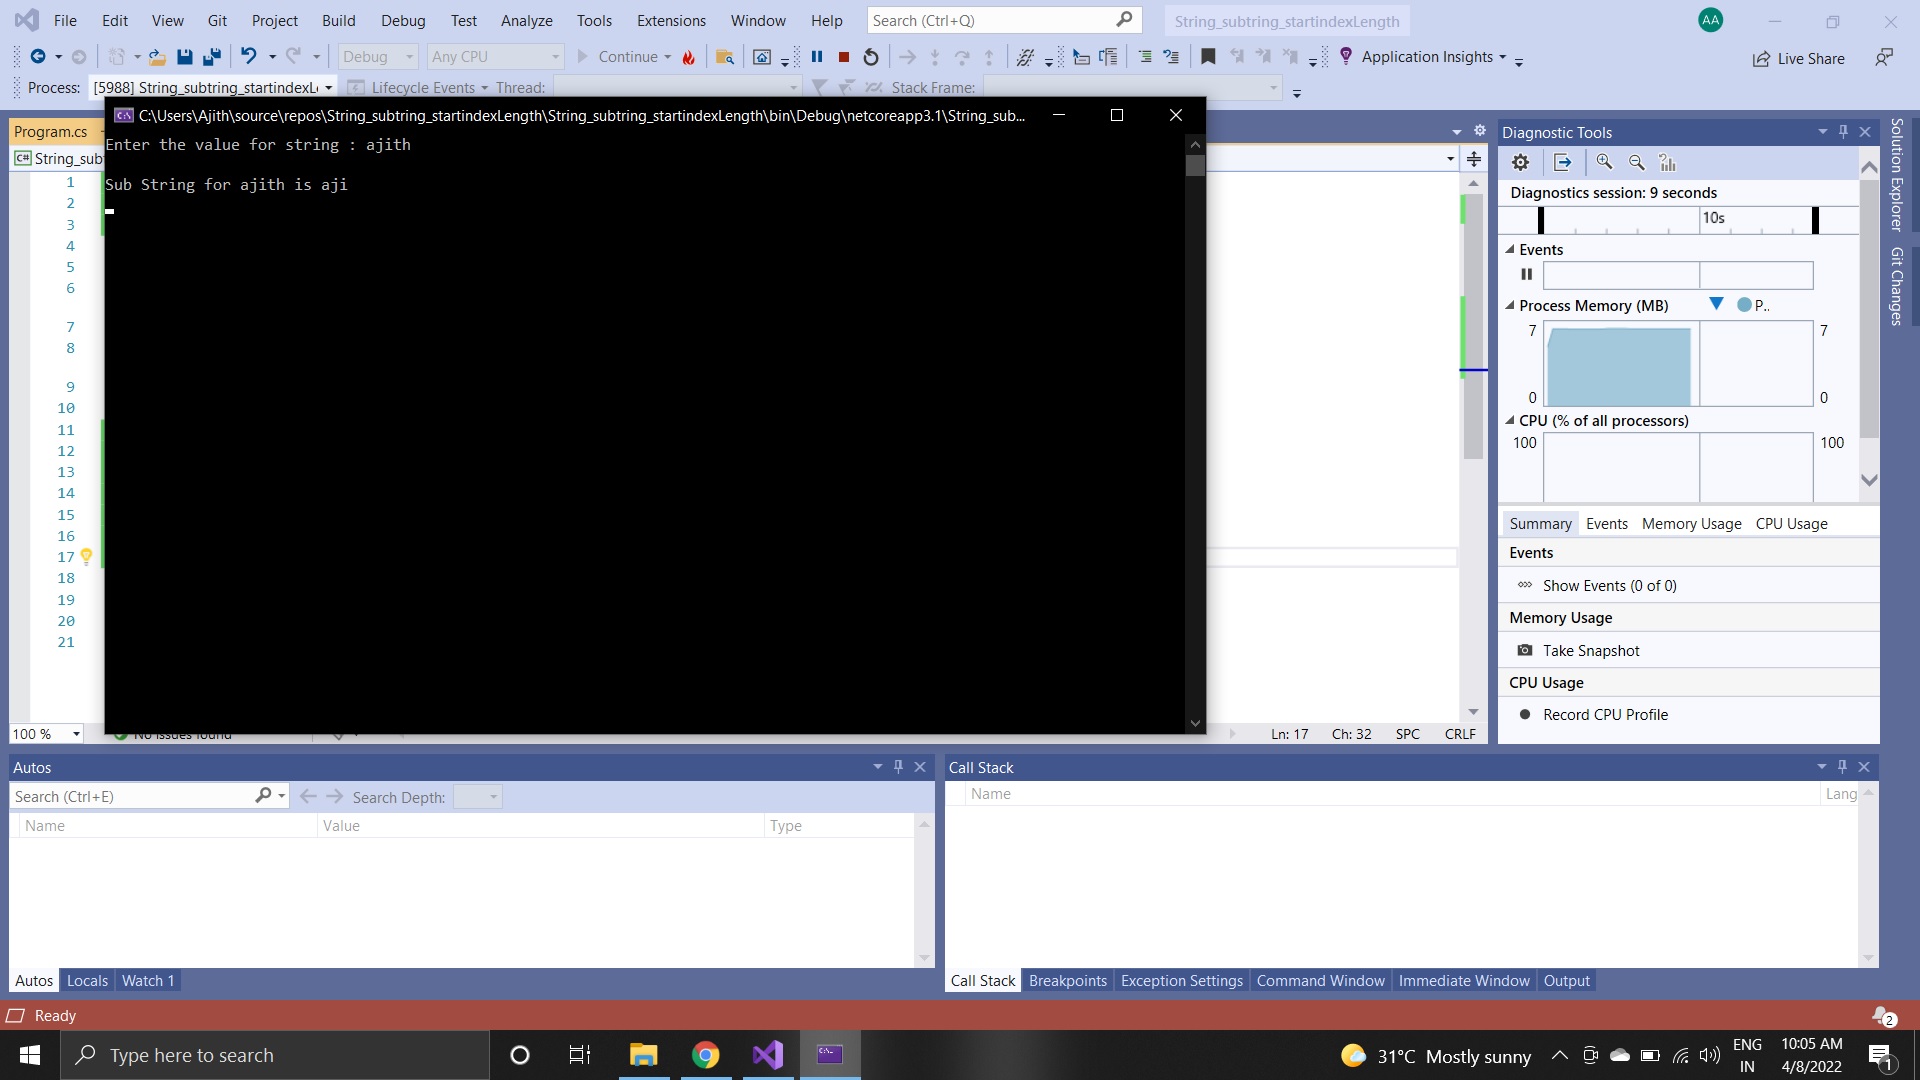 File Edit View Git Project Build Debug Test Analyze Tools Extensions Window Help Search (Ctrl+Q) String_subtring_startindexLength AA
Debug Any CPU Continue Application Insights Live Share
Process: [5988] String_subtring_startindexL Lifecycle Events Thread: Stack Frame:
C:\Users\Ajith\source\repos\String_subtring_startindexLength\String_subtring_startindexLength\bin\Debug\netcoreapp3.1\String_sub...
Enter the value for string : ajith
Sub String for ajith is aji
Program.cs
C# String_sub
1
2
3
4
5
6
7
8
9
10
11
12
13
14
15
16
17
18
19
20
21
100 % No issues found Ln: 17 Ch: 32 SPC CRLF
Diagnostic Tools
Diagnostics session: 9 seconds
10s
Events
Process Memory (MB) P..
7 7
0 0
CPU (% of all processors)
100 100
Summary Events Memory Usage CPU Usage
Events
Show Events (0 of 0)
Memory Usage
Take Snapshot
CPU Usage
Record CPU Profile
Solution Explorer
Git Changes
Autos
Search (Ctrl+E) Search Depth:
Name Value Type
Autos Locals Watch 1
Call Stack
Name Lang
Call Stack Breakpoints Exception Settings Command Window Immediate Window Output
Ready 2
Type here to search 31°C Mostly sunny ENG IN 10:05 AM 4/8/2022 1